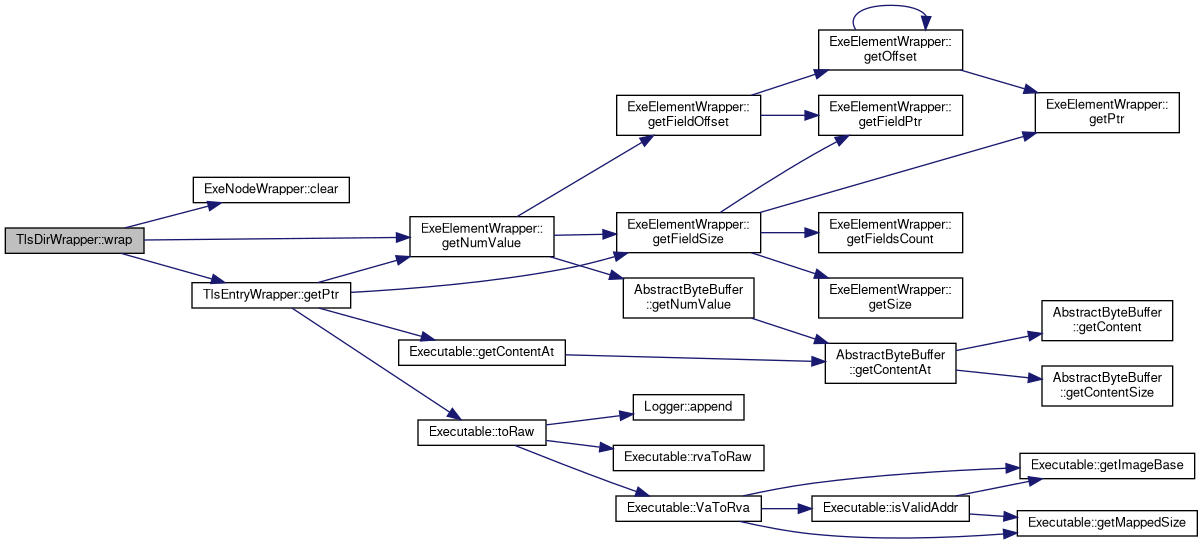 ExeElementWrapper::
getOffset
ExeElementWrapper::
getFieldOffset
ExeElementWrapper::
getFieldPtr
ExeElementWrapper::
getPtr
ExeNodeWrapper::clear
TlsDirWrapper::wrap
ExeElementWrapper::
getNumValue
ExeElementWrapper::
getFieldSize
ExeElementWrapper::
getFieldsCount
TlsEntryWrapper::getPtr
AbstractByteBuffer
::getNumValue
ExeElementWrapper::
getSize
Executable::getContentAt
AbstractByteBuffer
::getContentAt
AbstractByteBuffer
::getContent
AbstractByteBuffer
::getContentSize
Executable::toRaw
Logger::append
Executable::rvaToRaw
Executable::VaToRva
Executable::isValidAddr
Executable::getImageBase
Executable::getMappedSize